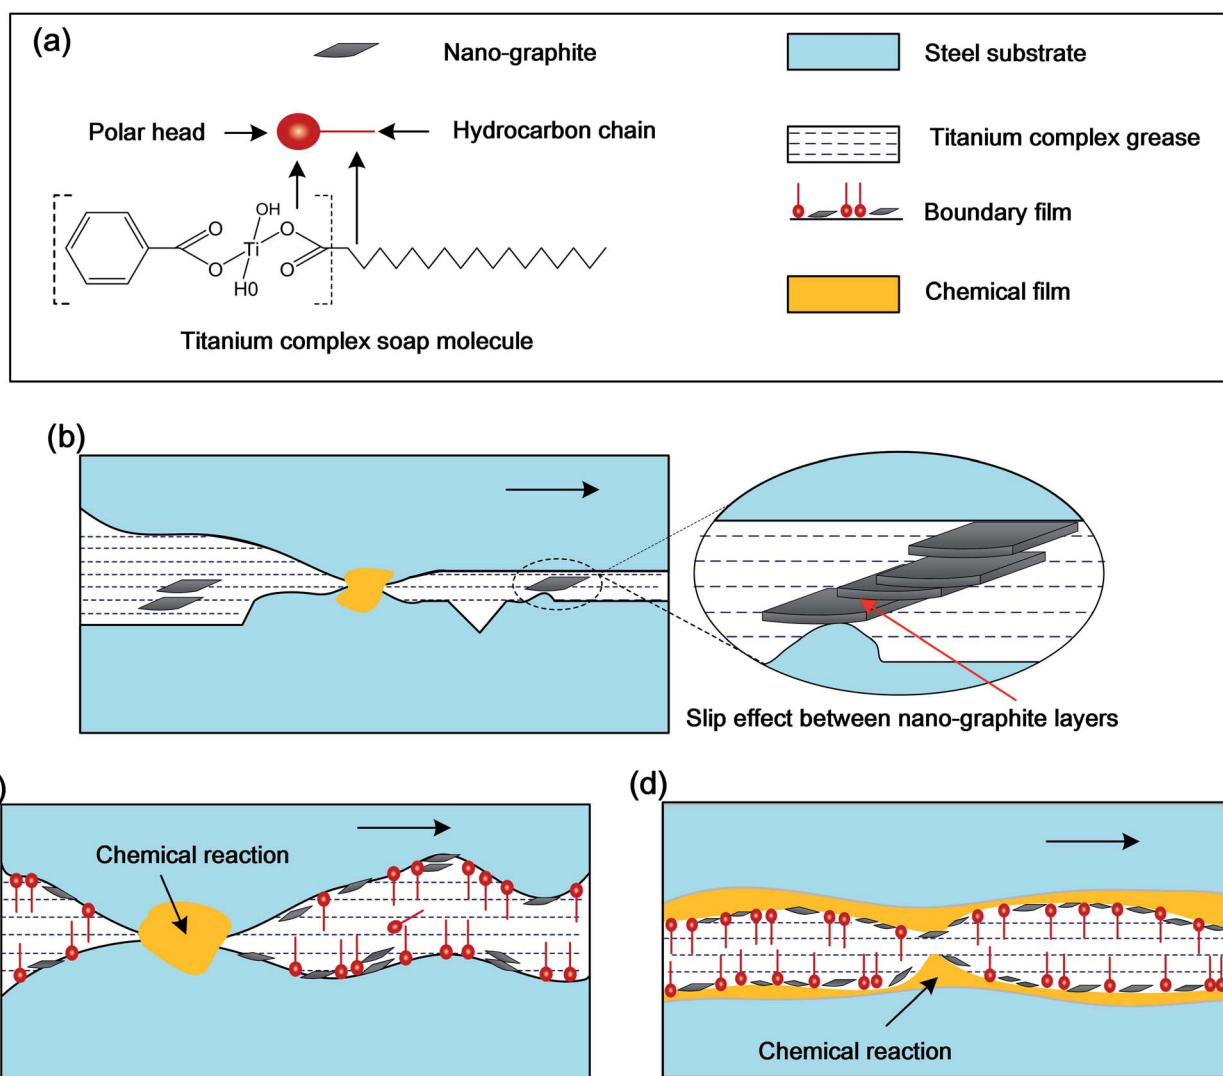 (a)
Nano-graphite
Steel substrate
Polar head
Hydrocarbon chain
Titanium complex grease
Boundary film
OH
O
O
Ti
O
O
H0
Chemical film
Titanium complex soap molecule
(b)
Slip effect between nano-graphite layers
)
(d)
Chemical reaction
Chemical reaction